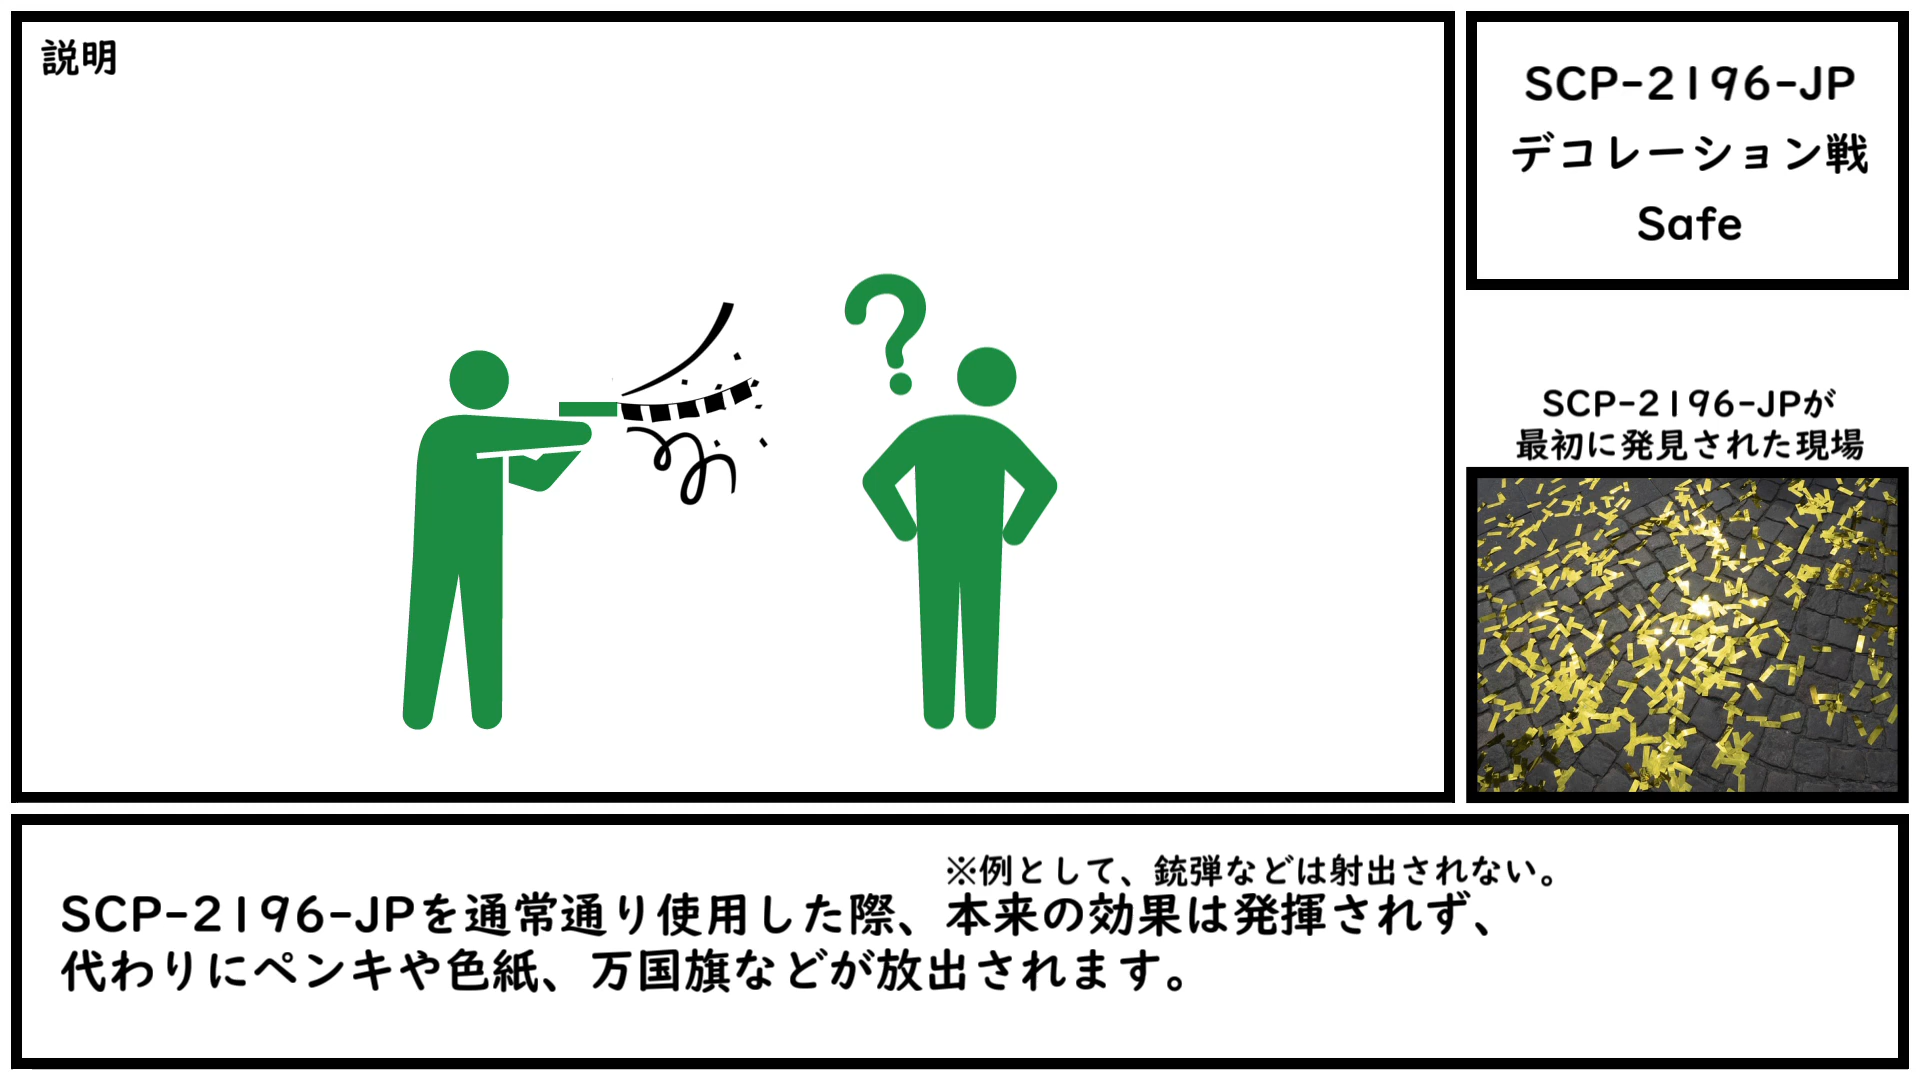 説明
SCP-2196-JP
デコレーション戦
Safe
SCP-2196-JPが
最初に発見された現場
※例として、銃弾などは射出されない。
SCP-2196-JPを通常通り使用した際、本来の効果は発揮されず、
代わりにペンキや色紙、万国旗などが放出されます。